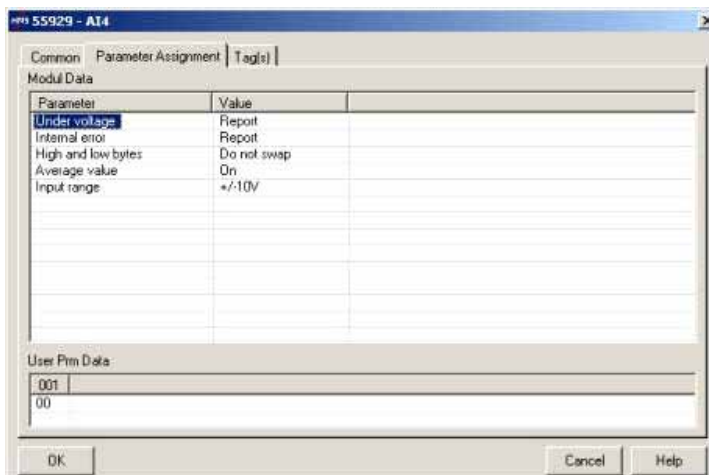 55929 - AI4
Common Parameter Assignment Tag(s)
Modul Data
Parameter Value
Under voltage Report
Internal error Report
High and low bytes Do not swap
Average value On
Input range +/-10V
User Prm Data
001
00
OK Cancel Help